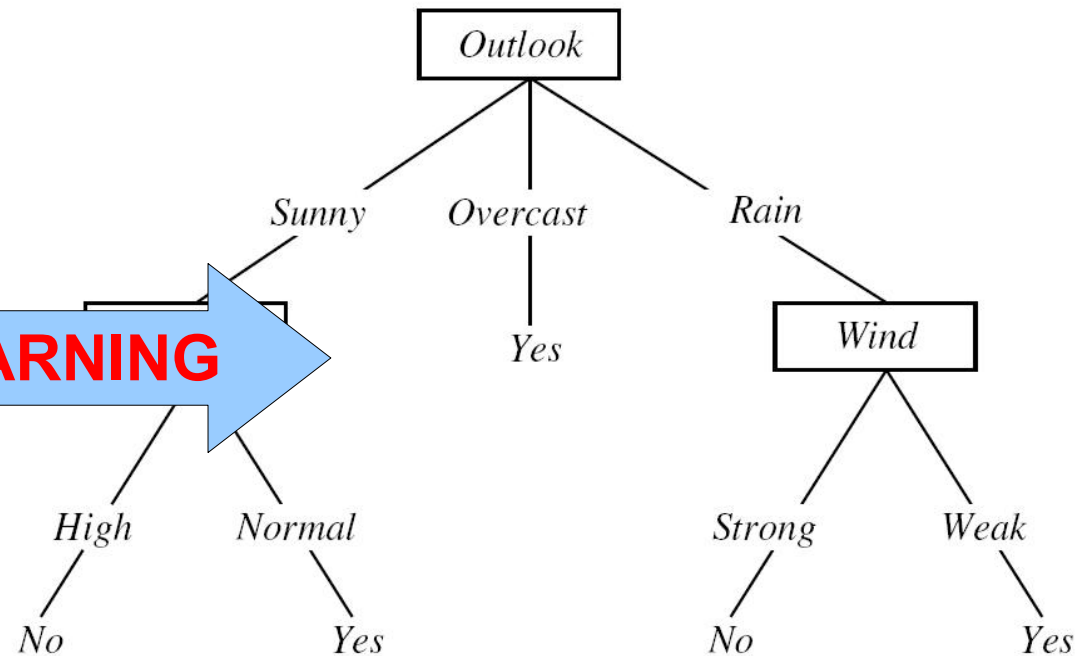 Outlook
Sunny Overcast Rain
ARNING
Yes
Wind
High Normal Strong Weak
No Yes No Yes